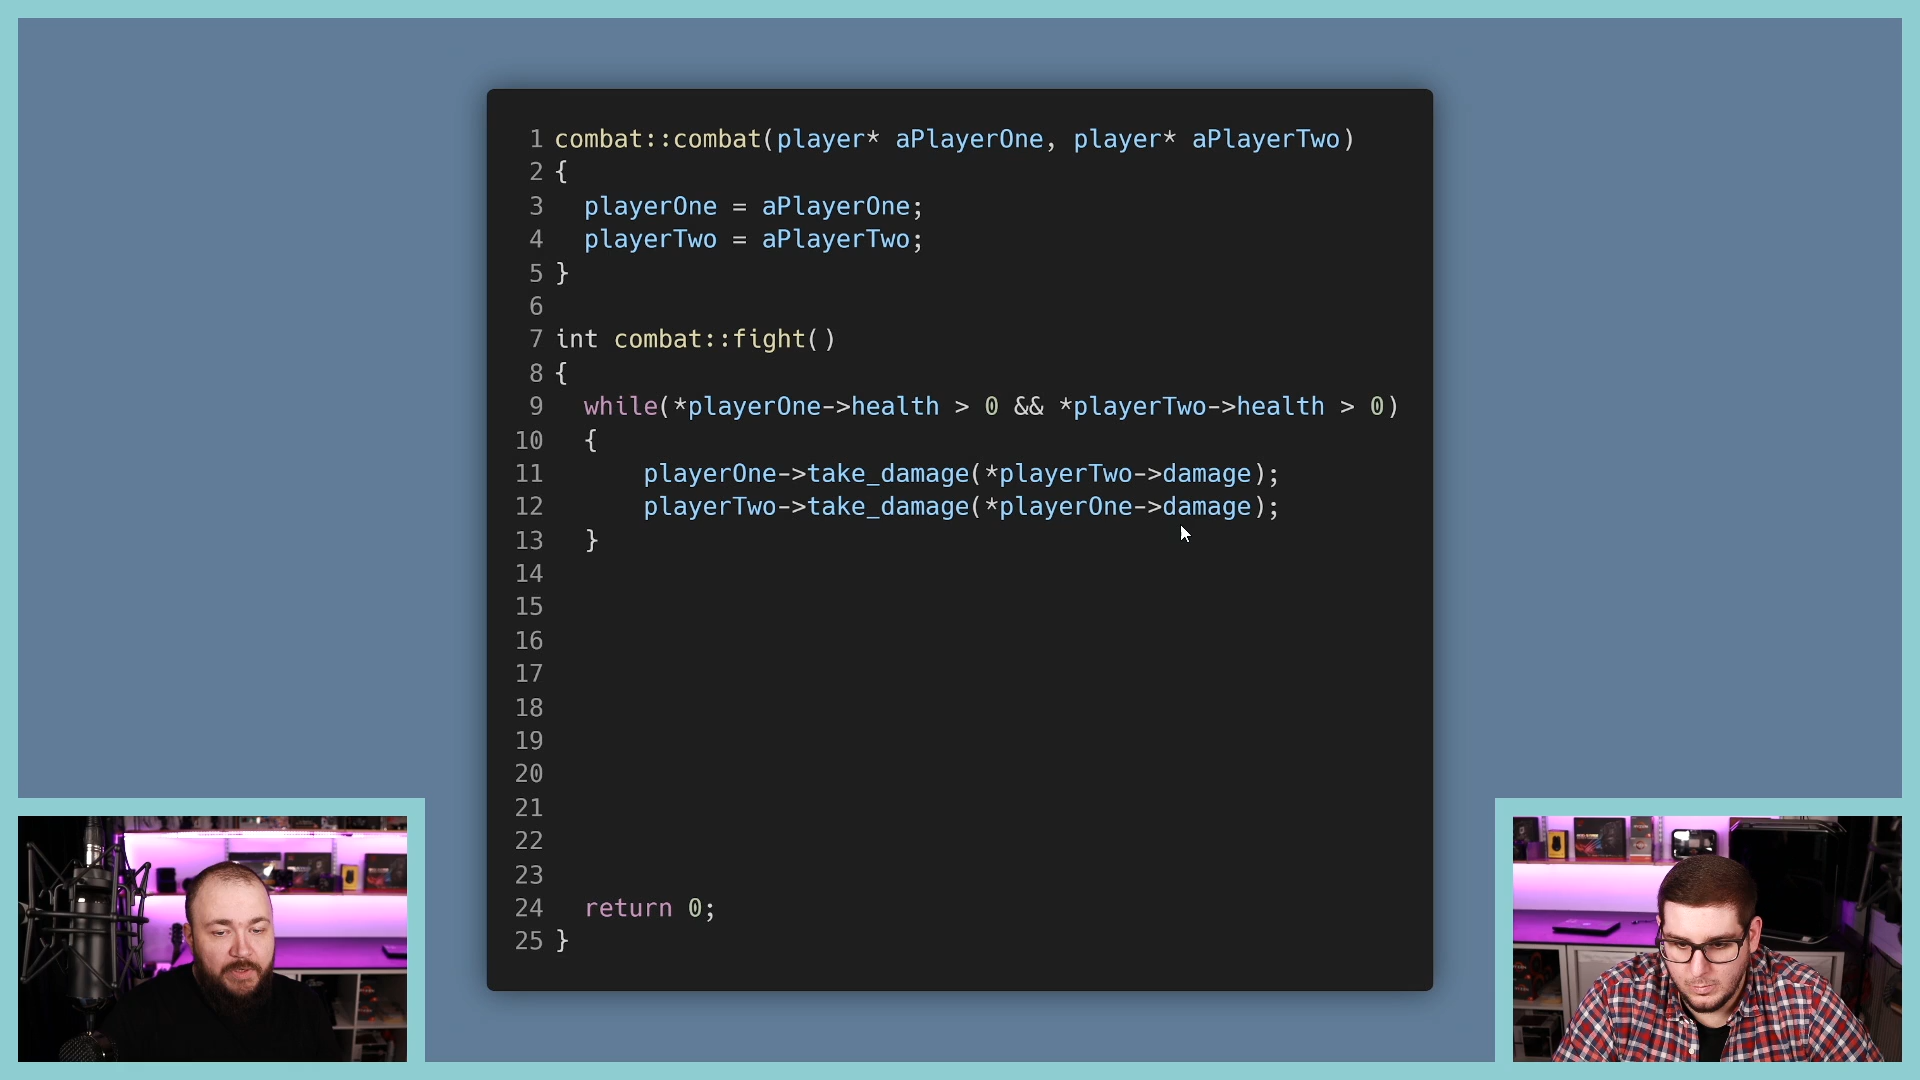 1 combat::combat(player* aPlayerOne, player* aPlayerTwo)
2 {
3 playerOne = aPlayerOne;
4 playerTwo = aPlayerTwo;
5 }
6
7 int combat::fight()
8 {
9 while(*playerOne->health > 0 && *playerTwo->health > 0)
10 {
11 playerOne->take_damage(*playerTwo->damage);
12 playerTwo->take_damage(*playerOne->damage);
13 }
14
15
16
17
18
19
20
21
22
23
24 return 0;
25 }